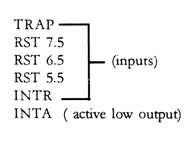 TRAP
RST 7.5
RST 6.5 (inputs)
RST 5.5
INTR
INTA ( active low output)